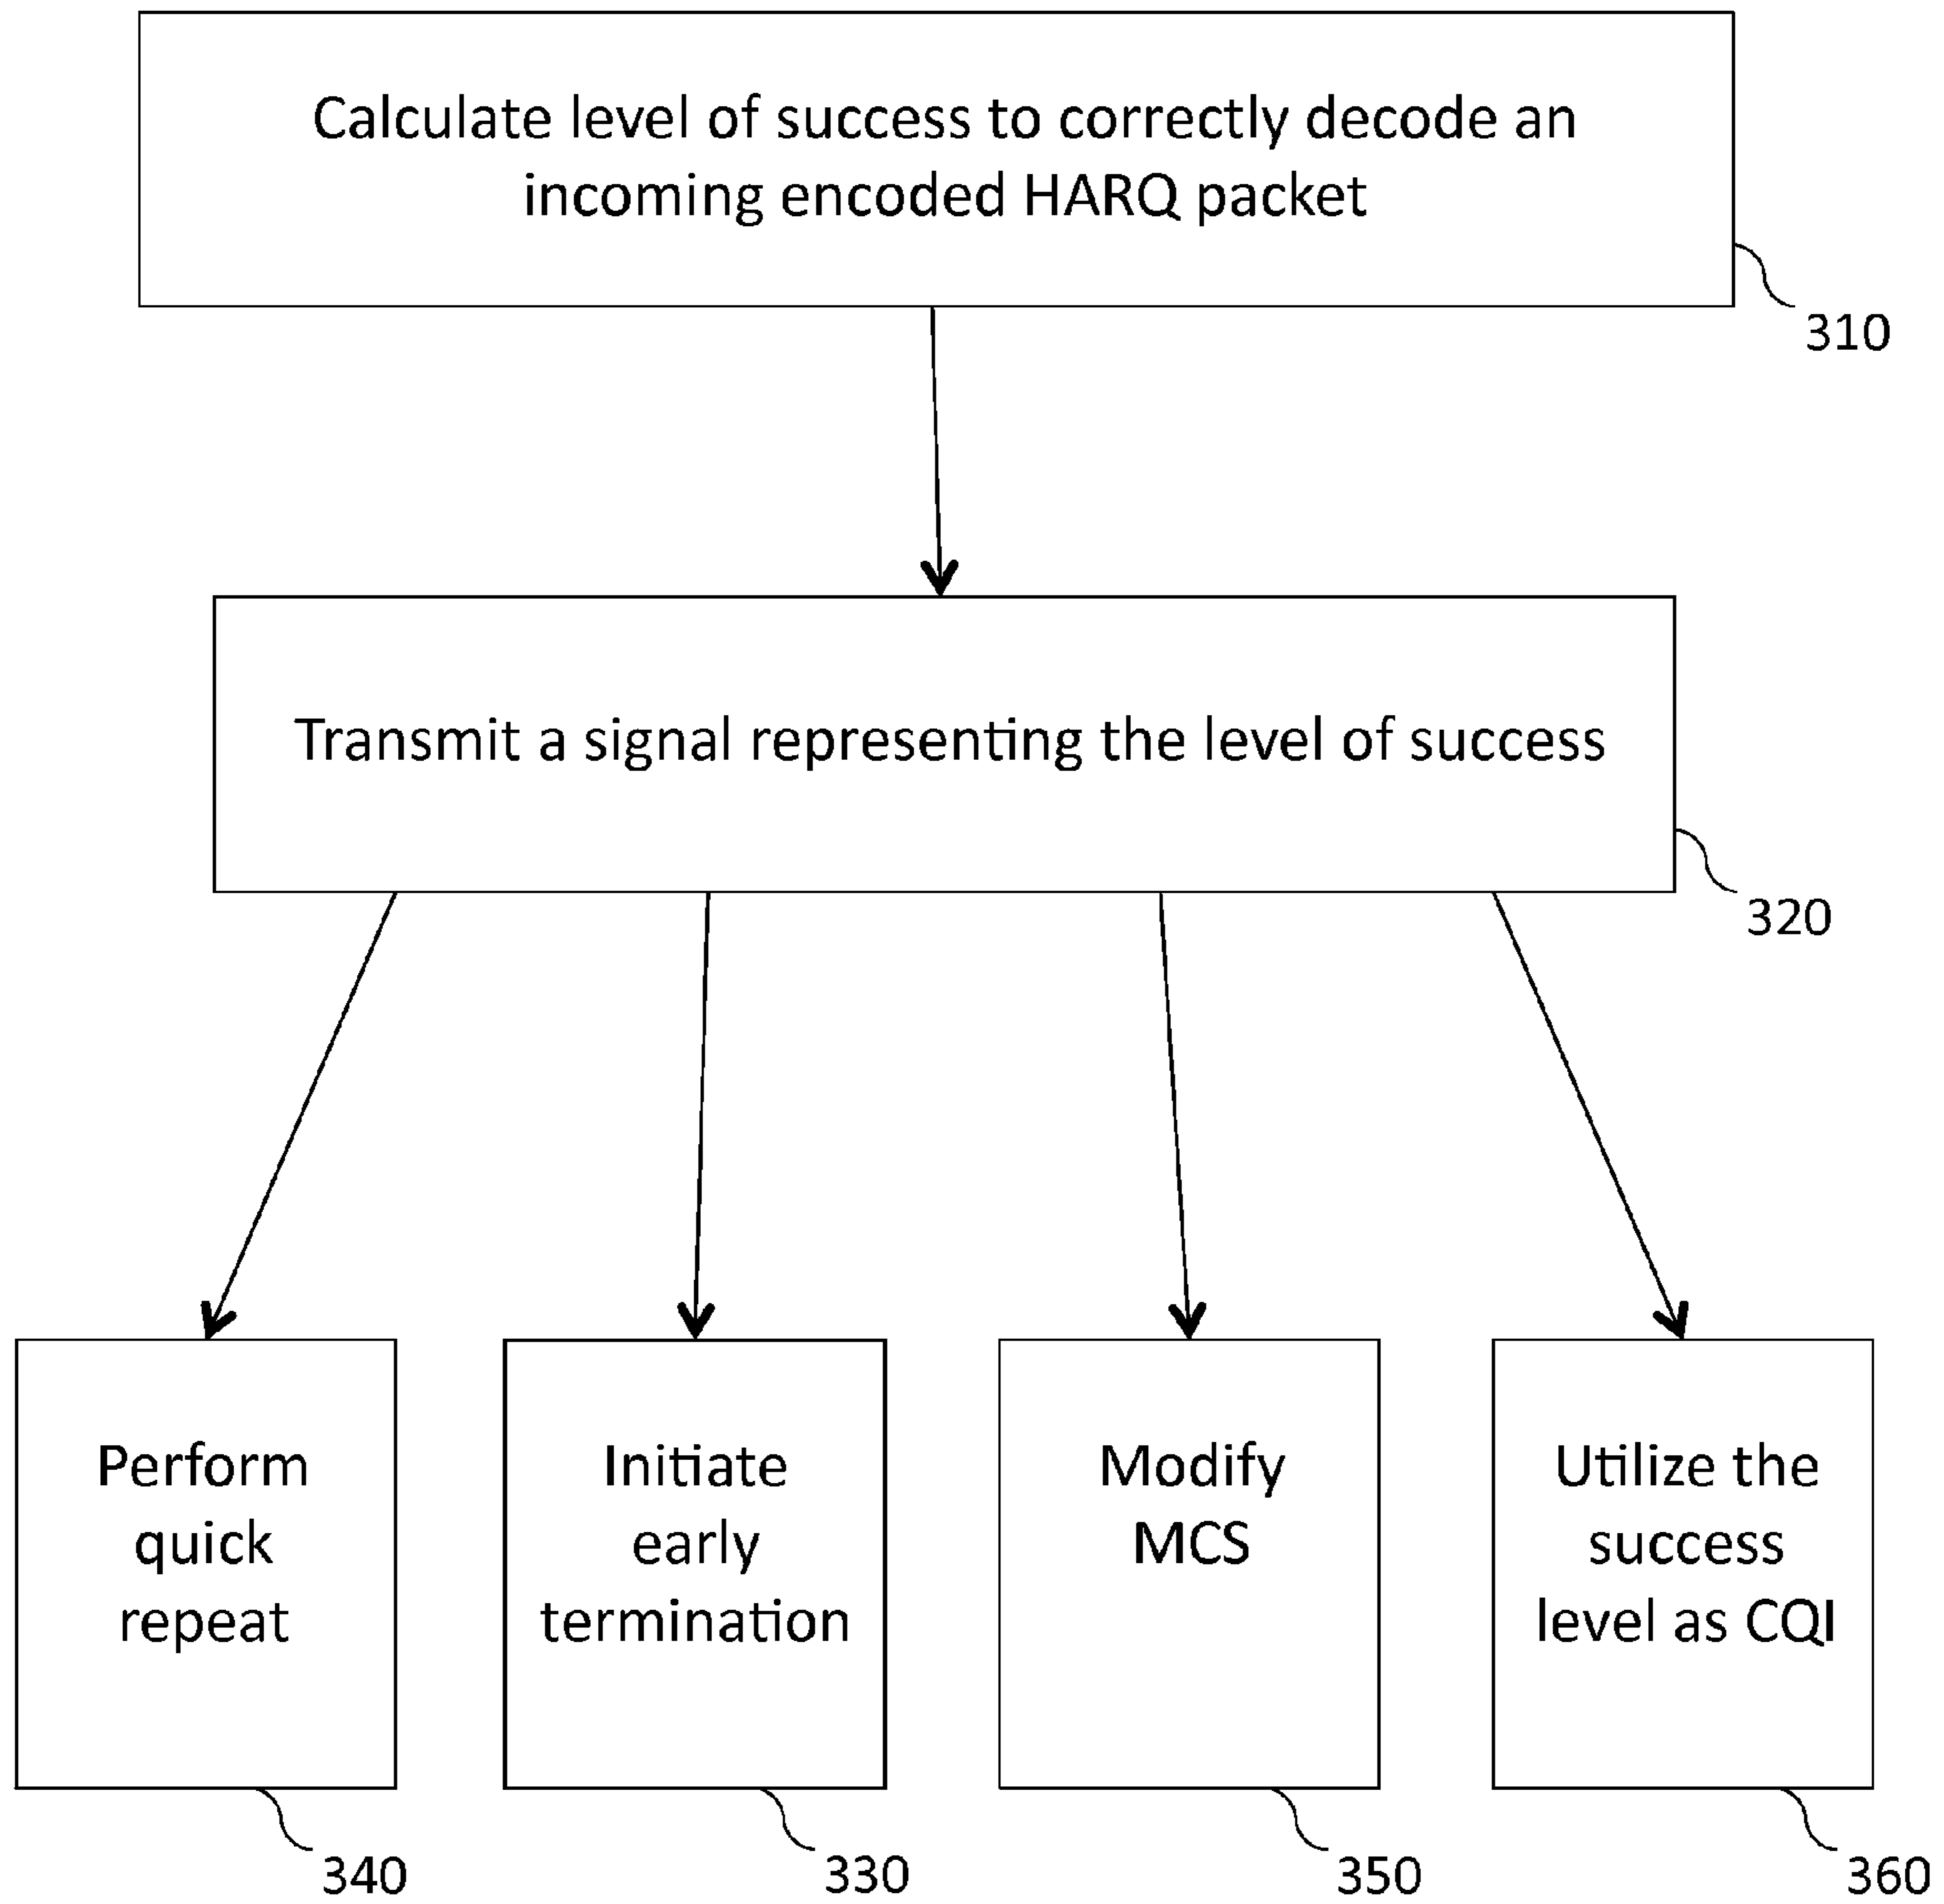 Calculate level of success to correctly decode an
incoming encoded HARQ packet
310
Transmit a signal representing the level of success
320
Perform
quick
repeat
340
Initiate
early
termination
330
Modify
MCS
350
Utilize the
success
level as CQI
360